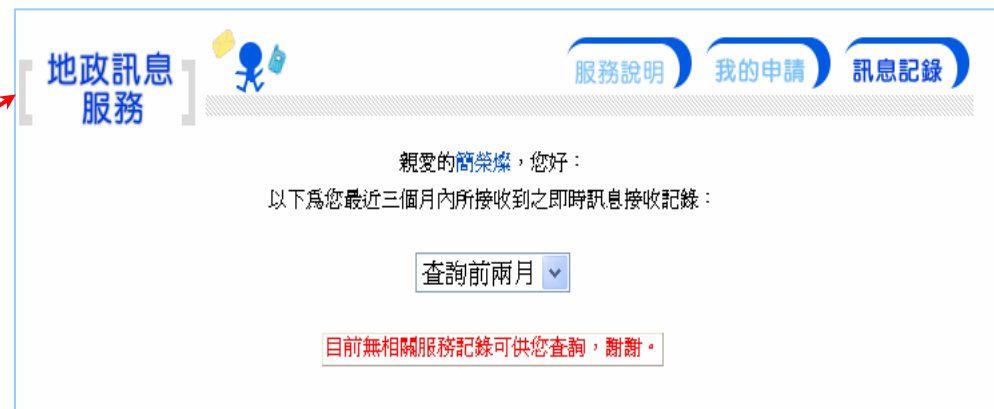 地政訊息
服務
服務說明
我的申請
訊息記錄
親愛的簡榮燦，您好：
以下為您最近三個月內所接收到之即時訊息接收記錄：
查詢前兩月
目前無相關服務記錄可供您查詢，謝謝。